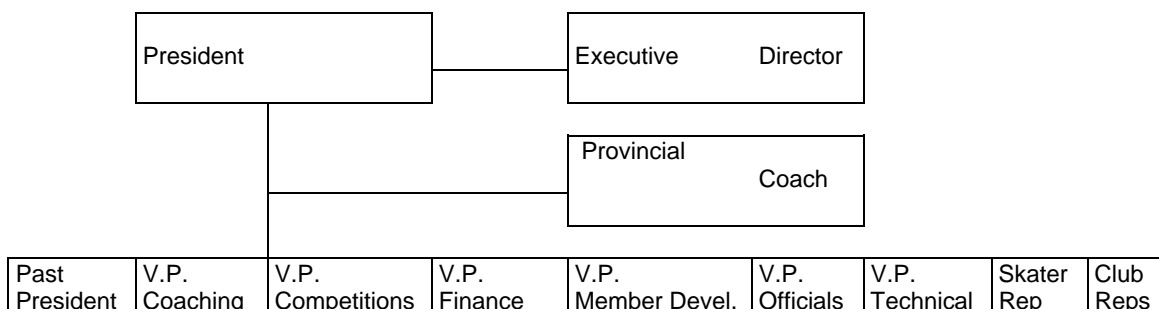 President
Executive Director
Provincial
Coach
Past President
V.P. Coaching
V.P. Competitions
V.P. Finance
V.P. Member Devel.
V.P. Officials
V.P. Technical
Skater Rep
Club Reps